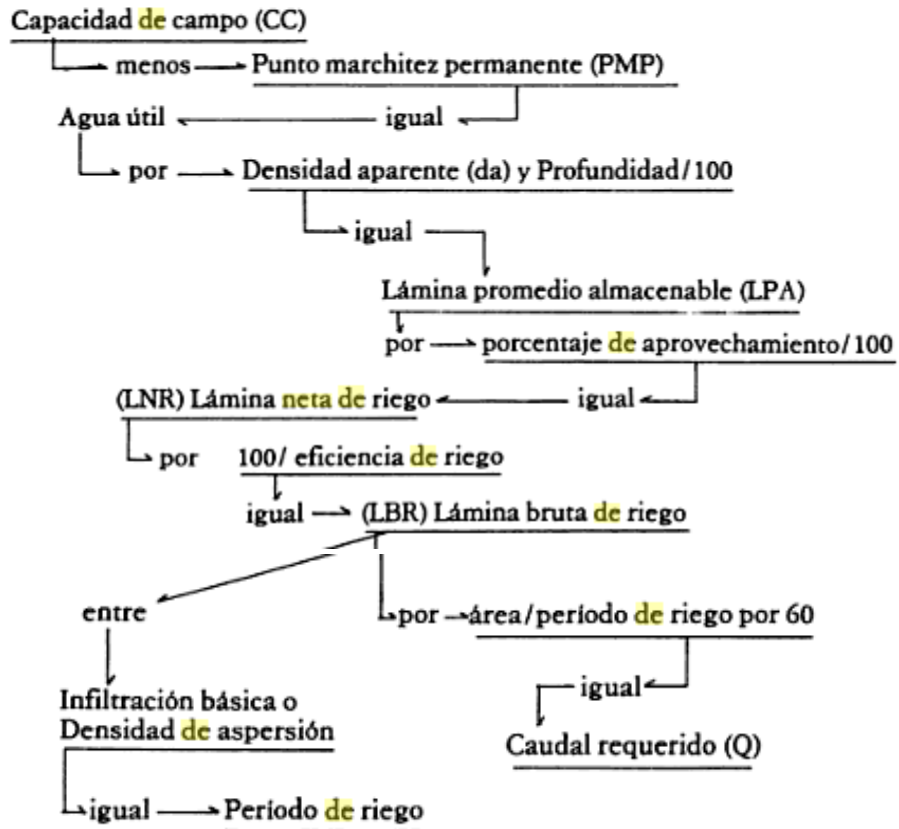 Capacidad de campo (CC)
menos Punto marchitez permanente (PMP)
Agua útil igual
por Densidad aparente (da) y Profundidad/100
igual
Lámina promedio almacenable (LPA)
por porcentaje de aprovechamiento/100
(LNR) Lámina neta de riego igual
por 100/ eficiencia de riego
igual (LBR) Lámina bruta de riego
entre
por área/período de riego por 60
igual
Infiltración básica o
Densidad de aspersión
Caudal requerido (Q)
igual Período de riego